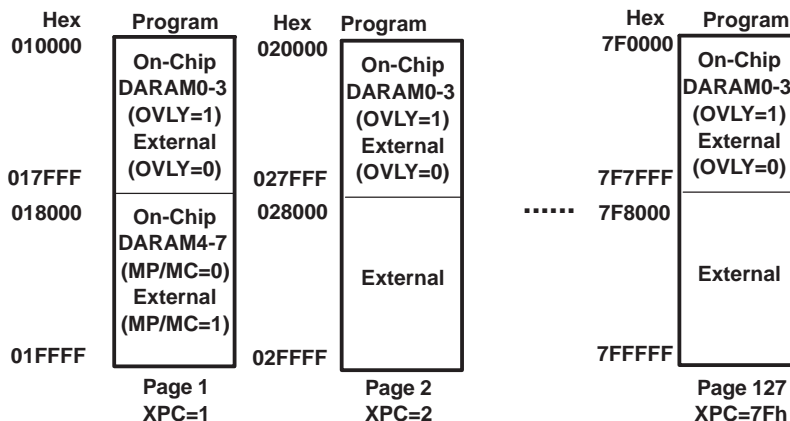 Hex Program
010000
On-Chip
DARAM0-3
(OVLY=1)
External
(OVLY=0)
017FFF
018000
On-Chip
DARAM4-7
(MP/MC=0)
External
(MP/MC=1)
01FFFF
Page 1
XPC=1
Hex Program
020000
On-Chip
DARAM0-3
(OVLY=1)
External
(OVLY=0)
027FFF
028000
External
02FFFF
Page 2
XPC=2
......
Hex Program
7F0000
On-Chip
DARAM0-3
(OVLY=1)
External
(OVLY=0)
7F7FFF
7F8000
External
7FFFFF
Page 127
XPC=7Fh